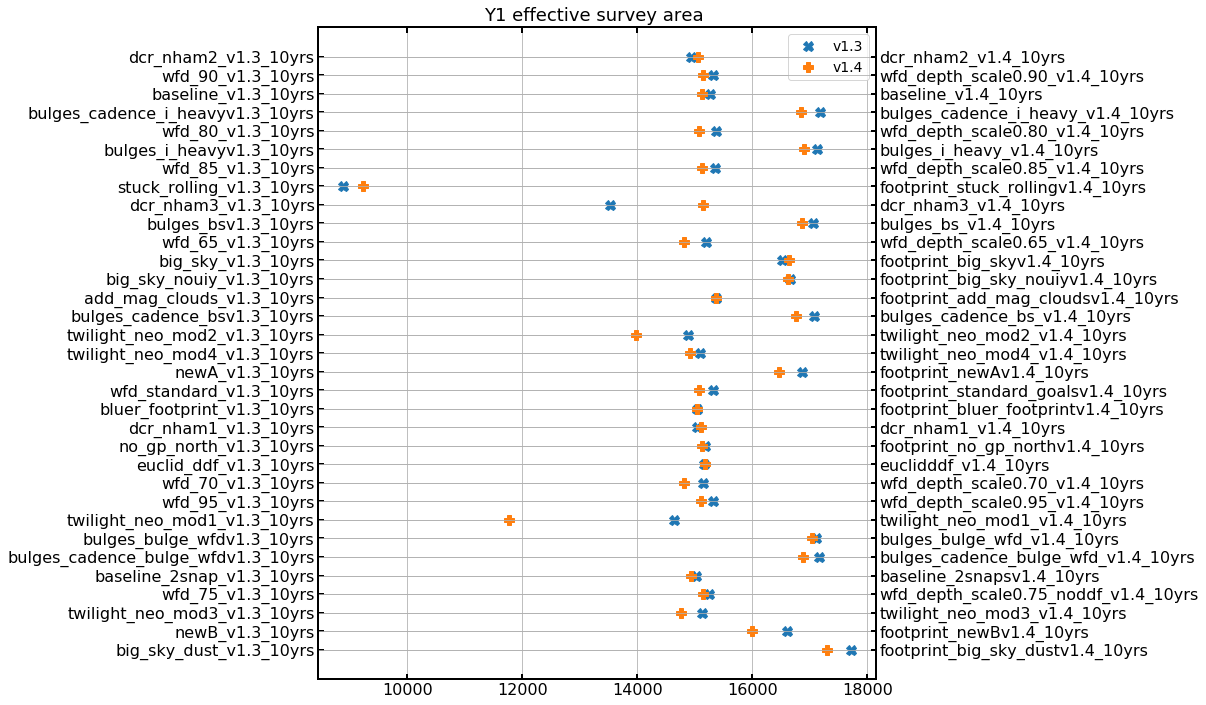 Y1 effective survey area
v1.3
v1.4
dcr_nham2_v1.3_10yrs dcr_nham2_v1.4_10yrs
wfd_90_v1.3_10yrs wfd_depth_scale0.90_v1.4_10yrs
baseline_v1.3_10yrs baseline_v1.4_10yrs
bulges_cadence_i_heavyv1.3_10yrs bulges_cadence_i_heavy_v1.4_10yrs
wfd_80_v1.3_10yrs wfd_depth_scale0.80_v1.4_10yrs
bulges_i_heavyv1.3_10yrs bulges_i_heavy_v1.4_10yrs
wfd_85_v1.3_10yrs wfd_depth_scale0.85_v1.4_10yrs
stuck_rolling_v1.3_10yrs footprint_stuck_rollingv1.4_10yrs
dcr_nham3_v1.3_10yrs dcr_nham3_v1.4_10yrs
bulges_bsv1.3_10yrs bulges_bs_v1.4_10yrs
wfd_65_v1.3_10yrs wfd_depth_scale0.65_v1.4_10yrs
big_sky_v1.3_10yrs footprint_big_skyv1.4_10yrs
big_sky_nouiy_v1.3_10yrs footprint_big_sky_nouiyv1.4_10yrs
add_mag_clouds_v1.3_10yrs footprint_add_mag_cloudsv1.4_10yrs
bulges_cadence_bsv1.3_10yrs bulges_cadence_bs_v1.4_10yrs
twilight_neo_mod2_v1.3_10yrs twilight_neo_mod2_v1.4_10yrs
twilight_neo_mod4_v1.3_10yrs twilight_neo_mod4_v1.4_10yrs
newA_v1.3_10yrs footprint_newAv1.4_10yrs
wfd_standard_v1.3_10yrs footprint_standard_goalsv1.4_10yrs
bluer_footprint_v1.3_10yrs footprint_bluer_footprintv1.4_10yrs
dcr_nham1_v1.3_10yrs dcr_nham1_v1.4_10yrs
no_gp_north_v1.3_10yrs footprint_no_gp_northv1.4_10yrs
euclid_ddf_v1.3_10yrs euclidddf_v1.4_10yrs
wfd_70_v1.3_10yrs wfd_depth_scale0.70_v1.4_10yrs
wfd_95_v1.3_10yrs wfd_depth_scale0.95_v1.4_10yrs
twilight_neo_mod1_v1.3_10yrs twilight_neo_mod1_v1.4_10yrs
bulges_bulge_wfdv1.3_10yrs bulges_bulge_wfd_v1.4_10yrs
bulges_cadence_bulge_wfdv1.3_10yrs bulges_cadence_bulge_wfd_v1.4_10yrs
baseline_2snap_v1.3_10yrs baseline_2snapsv1.4_10yrs
wfd_75_v1.3_10yrs wfd_depth_scale0.75_noddf_v1.4_10yrs
twilight_neo_mod3_v1.3_10yrs twilight_neo_mod3_v1.4_10yrs
newB_v1.3_10yrs footprint_newBv1.4_10yrs
big_sky_dust_v1.3_10yrs footprint_big_sky_dustv1.4_10yrs
10000 12000 14000 16000 18000